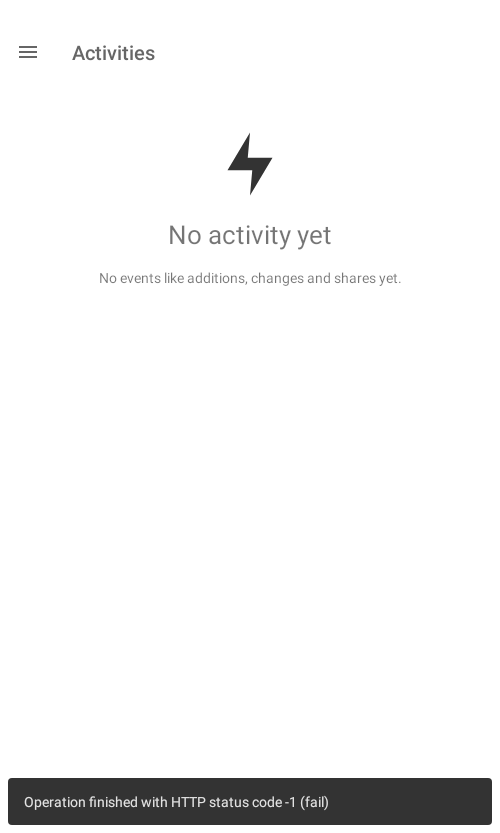 Activities
No activity yet
No events like additions, changes and shares yet.
Operation finished with HTTP status code -1 (fail)